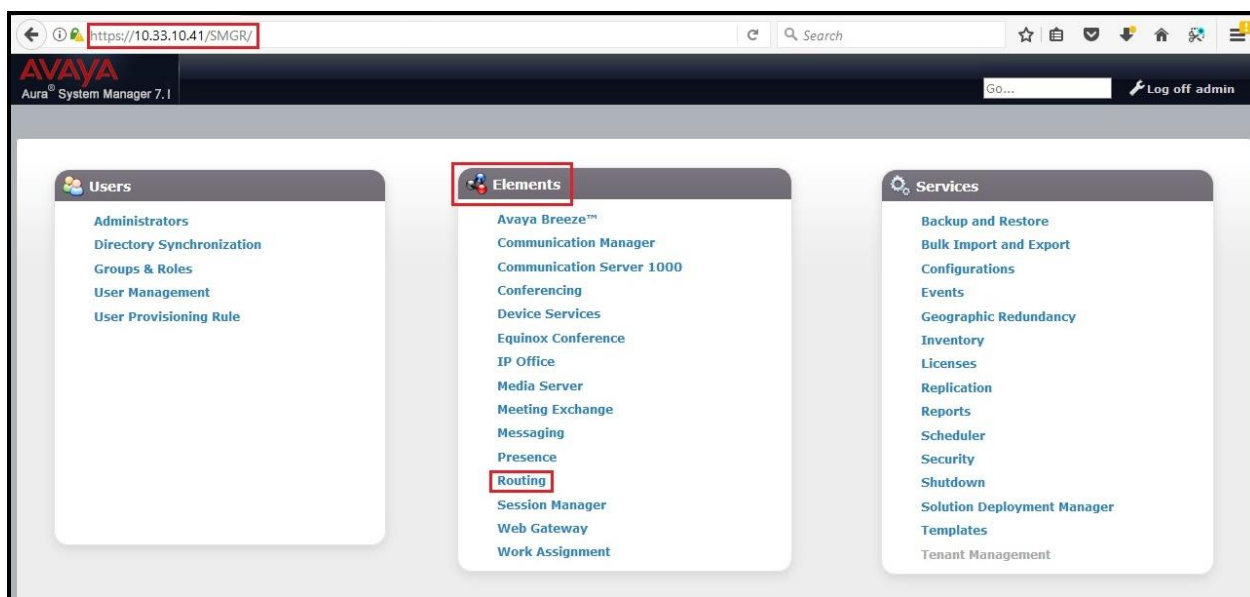 https://10.33.10.41/SMGR/
Search
AVAYA
Aura® System Manager 7.1
Go...
Log off admin
Users
Administrators
Directory Synchronization
Groups & Roles
User Management
User Provisioning Rule
Elements
Avaya Breeze™
Communication Manager
Communication Server 1000
Conferencing
Device Services
Equinox Conference
IP Office
Media Server
Meeting Exchange
Messaging
Presence
Routing
Session Manager
Web Gateway
Work Assignment
Services
Backup and Restore
Bulk Import and Export
Configurations
Events
Geographic Redundancy
Inventory
Licenses
Replication
Reports
Scheduler
Security
Shutdown
Solution Deployment Manager
Templates
Tenant Management